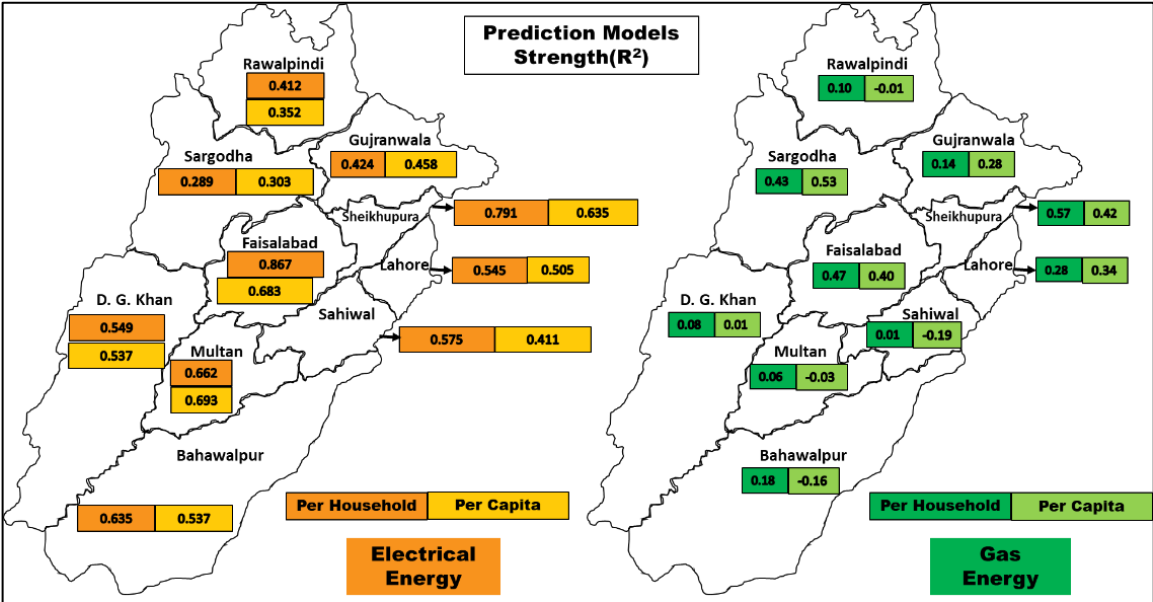 Prediction Models
Strength(R²)
Rawalpindi
0.412
0.352
Gujranwala
0.424 0.458
Sargodha
0.289 0.303
Sheikhupura
0.791 0.635
Faisalabad
0.867
0.683
Lahore
0.545 0.505
D. G. Khan
0.549
0.537
Sahiwal
0.575 0.411
Multan
0.662
0.693
Bahawalpur
0.635 0.537
Per Household Per Capita
Electrical
Energy
Rawalpindi
0.10 -0.01
Gujranwala
0.14 0.28
Sargodha
0.43 0.53
Sheikhupura
0.57 0.42
Faisalabad
0.47 0.40
Lahore
0.28 0.34
D. G. Khan
0.08 0.01
Sahiwal
0.01 -0.19
Multan
0.06 -0.03
Bahawalpur
0.18 -0.16
Per Household Per Capita
Gas
Energy